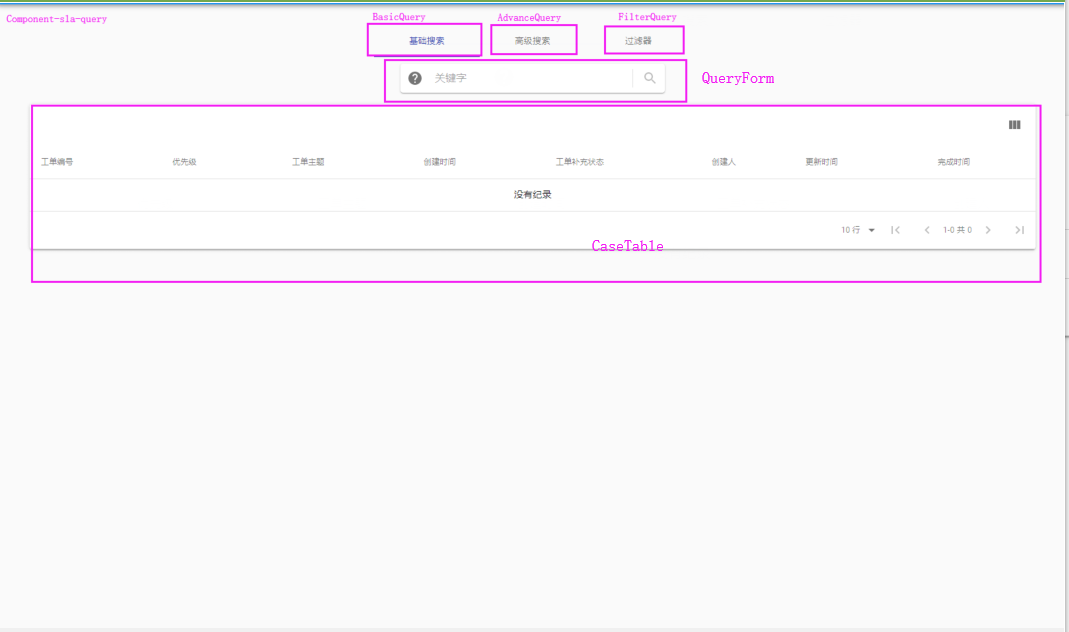 Component-sla-query
BasicQuery
AdvanceQuery
FilterQuery
基础搜索
高级搜索
过滤器
关键字
QueryForm
工单编号 优先级 工单主题 创建时间 工单补充状态 创建人 更新时间 完成时间
没有纪录
10 行 1-0 共 0
CaseTable